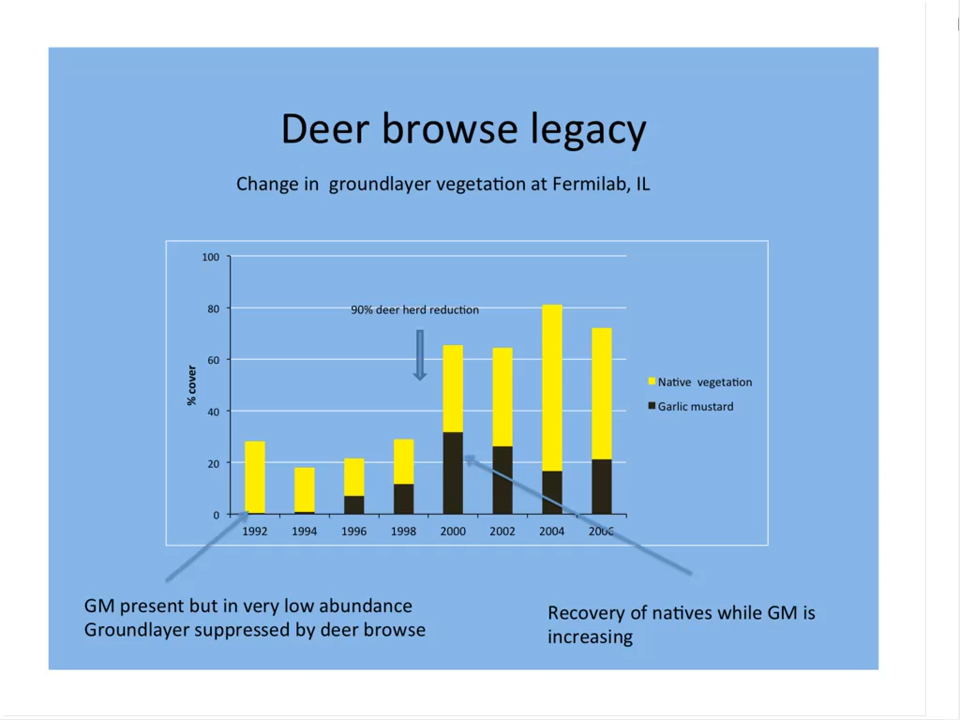 Deer browse legacy
Change in groundlayer vegetation at Fermilab, IL
100
80
60
40
20
0
% cover
90% deer herd reduction
1992 1994 1996 1998 2000 2002 2004 2006
Native vegetation
Garlic mustard
GM present but in very low abundance
Groundlayer suppressed by deer browse
Recovery of natives while GM is
increasing